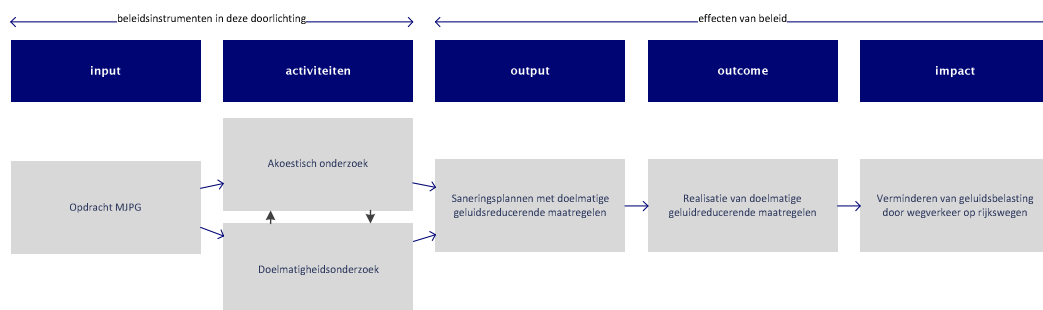 beleidsinstrumenten in deze doorlichting
effecten van beleid
input
activiteiten
output
outcome
impact
Opdracht MJPG
Akoestisch onderzoek
Doelmatigheidsonderzoek
Saneringsplannen met doelmatige
geluidsreducerende maatregelen
Realisatie van doelmatige
geluidreducerende maatregelen
Verminderen van geluidsbelasting
door wegverkeer op rijkswegen